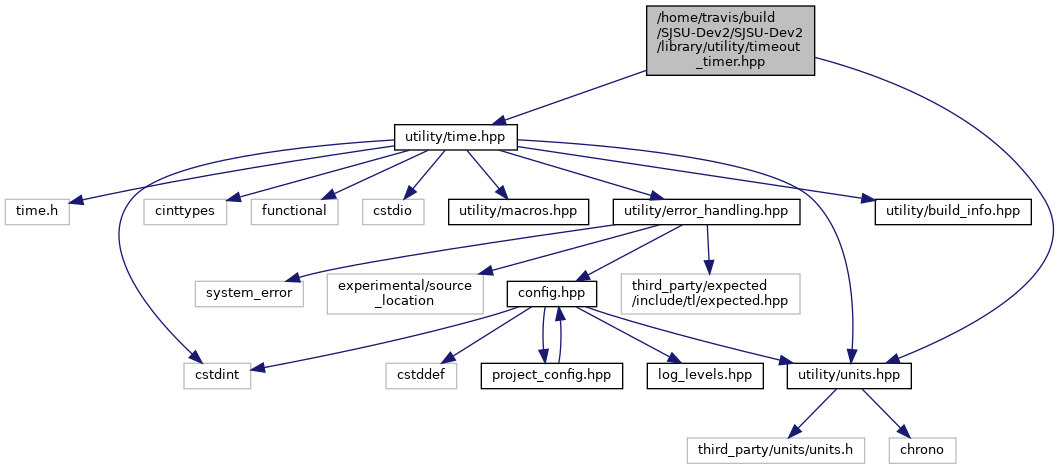 /home/travis/build
/SJSU-Dev2/SJSU-Dev2
/library/utility/timeout
_timer.hpp
utility/time.hpp
time.h
cinttypes
functional
cstdio
utility/macros.hpp
utility/error_handling.hpp
utility/build_info.hpp
system_error
experimental/source
_location
config.hpp
third_party/expected
/include/tl/expected.hpp
cstdint
cstddef
project_config.hpp
log_levels.hpp
utility/units.hpp
third_party/units/units.h
chrono